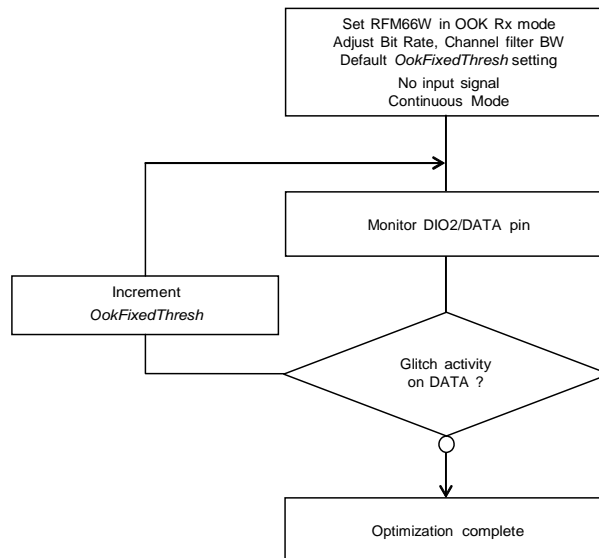 Set RFM66W in OOK Rx mode
Adjust Bit Rate, Channel filter BW
Default OokFixedThresh setting
No input signal
Continuous Mode
Monitor DIO2/DATA pin
Increment
OokFixedThresh
Glitch activity
on DATA ?
Optimization complete